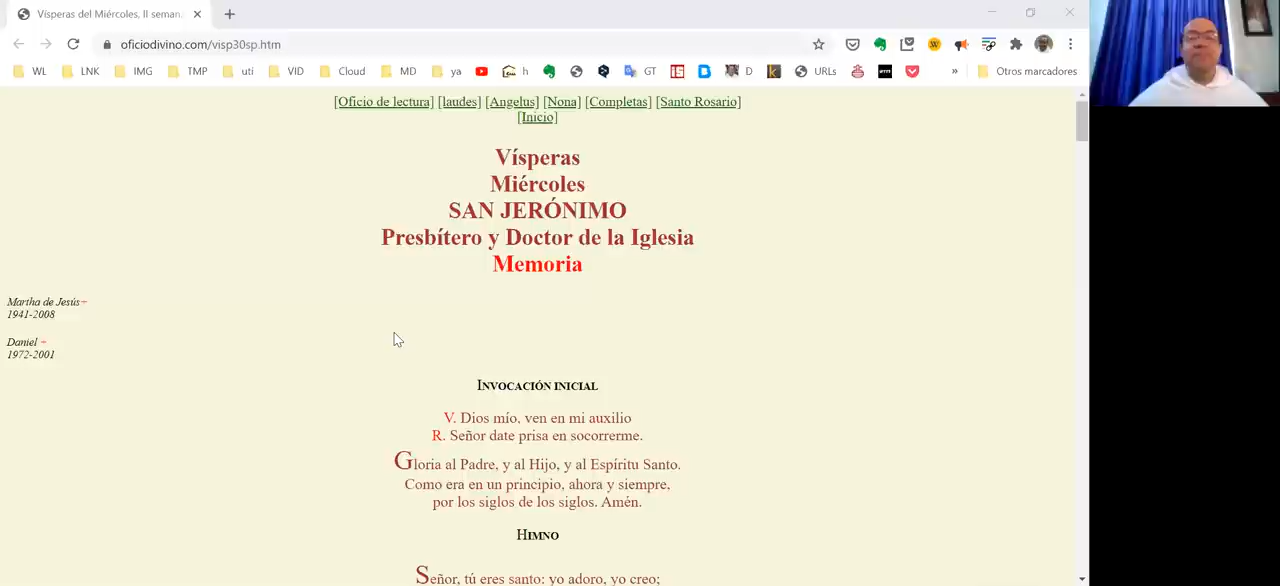 Vísperas del Miércoles, II seman
oficiodivino.com/visp30sp.htm
WL LNK IMG TMP uti VID Cloud MD ya h GT D URLs » Otros marcadores
[Oficio de lectura] [laudes] [Angelus] [Nona] [Completas] [Santo Rosario]
[Inicio]
Vísperas
Miércoles
SAN JERÓNIMO
Presbítero y Doctor de la Iglesia
Memoria
Martha de Jesús+
1941-2008
Daniel +
1972-2001
INVOCACIÓN INICIAL
V. Dios mío, ven en mi auxilio
R. Señor date prisa en socorrerme.
Gloria al Padre, y al Hijo, y al Espíritu Santo.
Como era en un principio, ahora y siempre,
por los siglos de los siglos. Amén.
HIMNO
Señor, tú eres santo: yo adoro, yo creo;